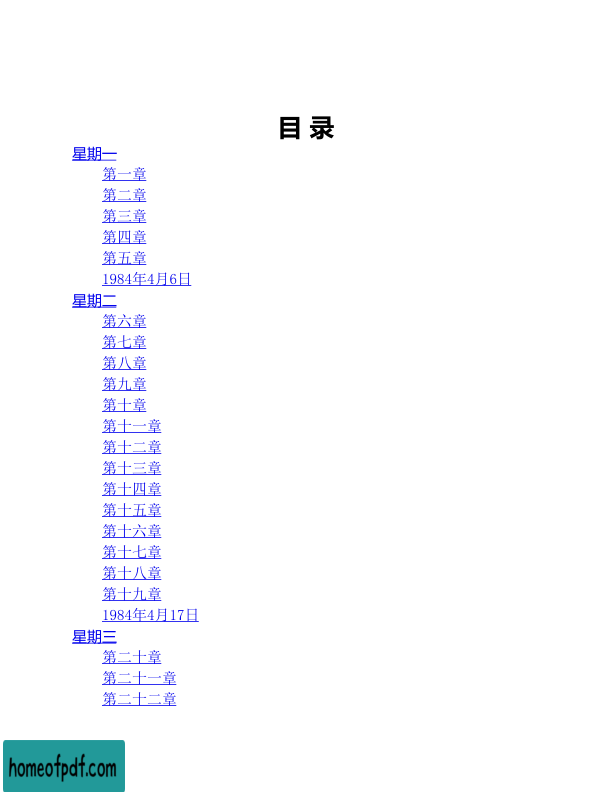 目 录
星期一
第一章
第二章
第三章
第四章
第五章
1984年4月6日
星期二
第六章
第七章
第八章
第九章
第十章
第十一章
第十二章
第十三章
第十四章
第十五章
第十六章
第十七章
第十八章
第十九章
1984年4月17日
星期三
第二十章
第二十一章
第二十二章
homeofpdf.com